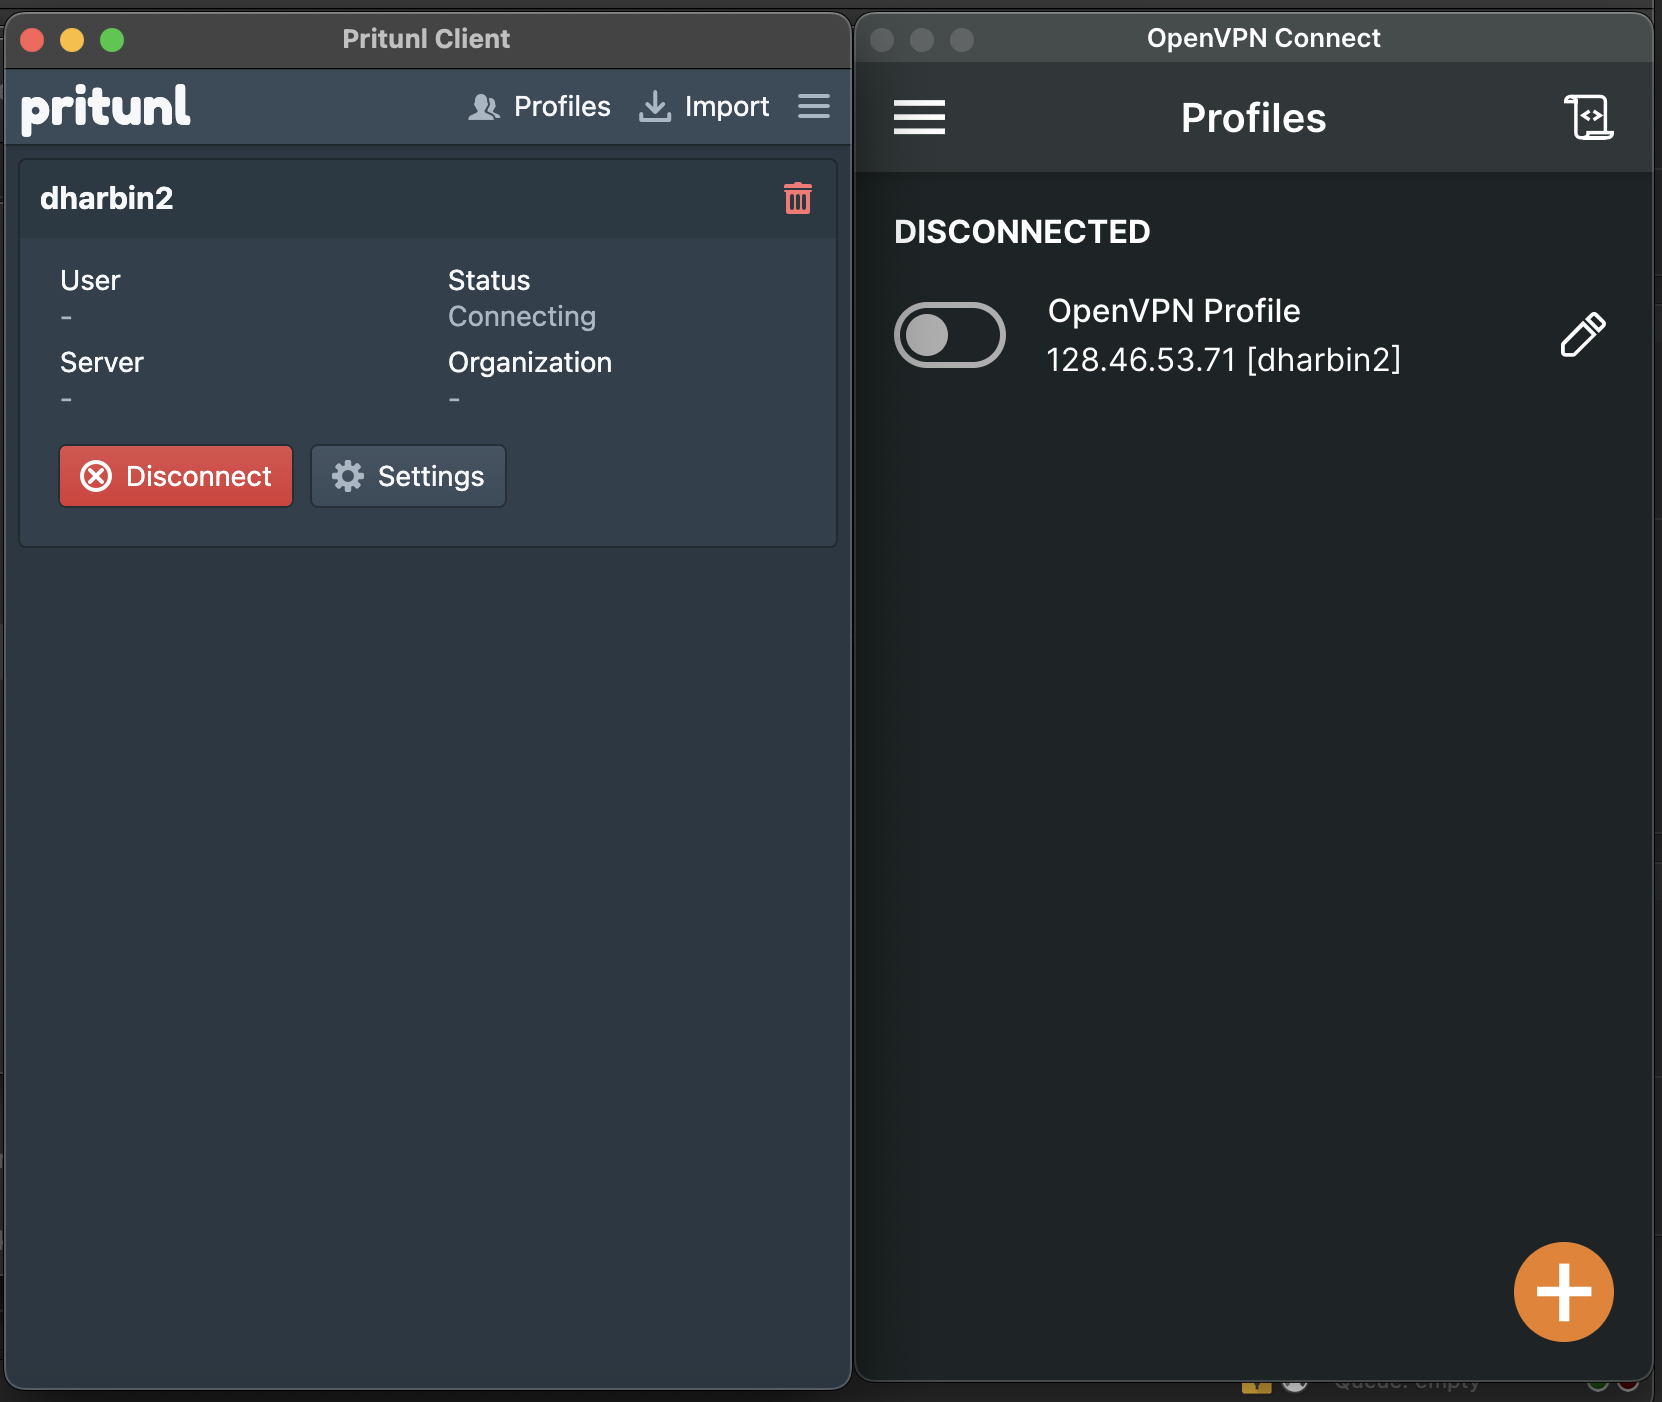 Pritunl Client
pritunl
Profiles
Import
dharbin2
User
-
Status
Connecting
Server
-
Organization
-
Disconnect
Settings
OpenVPN Connect
Profiles
DISCONNECTED
OpenVPN Profile
128.46.53.71 [dharbin2]
Queue: empty